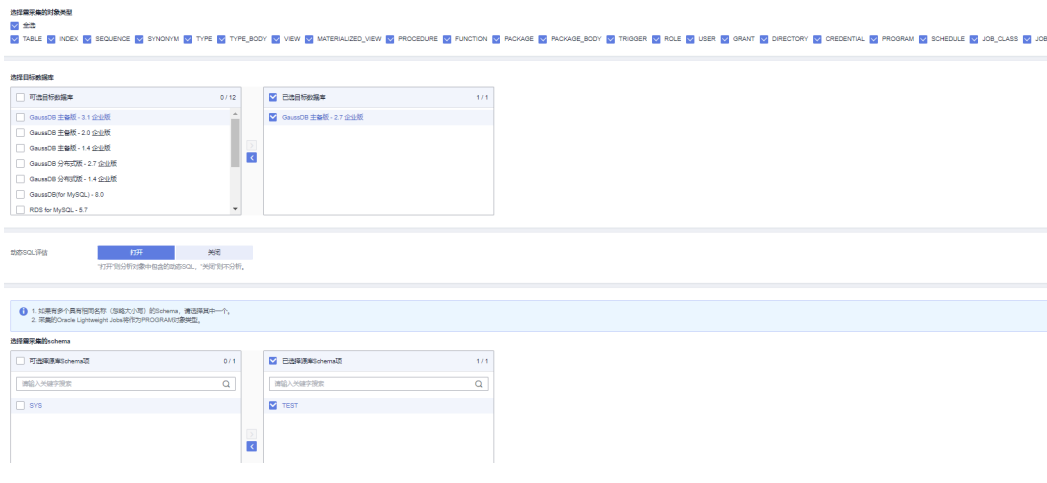 选择需采集的对象类型
全选
TABLE INDEX SEQUENCE SYNONYM TYPE TYPE_BODY VIEW MATERIALIZED_VIEW PROCEDURE FUNCTION PACKAGE PACKAGE_BODY TRIGGER ROLE USER GRANT DIRECTORY CREDENTIAL PROGRAM SCHEDULE JOB_CLASS JOB
选择目标数据库
可选目标数据库 0 / 12 已选目标数据库 1 / 1
GaussDB 主备版 - 3.1 企业版 GaussDB 主备版 - 2.7 企业版
GaussDB 主备版 - 2.0 企业版
GaussDB 主备版 - 1.4 企业版
GaussDB 分布式版 - 2.7 企业版
GaussDB 分布式版 - 1.4 企业版
GaussDB(for MySQL) - 8.0
RDS for MySQL - 5.7
动态SQL评估 打开 关闭
"打开"则分析对象中包含的动态SQL，"关闭"则不分析。
1. 如果有多个具有相同名称（忽略大小写）的Schema，请选择其中一个。
2. 采集的Oracle Lightweight Jobs将作为PROGRAM对象类型。
选择需采集的schema
可选择源库Schema项 0 / 1 已选择源库Schema项 1 / 1
请输入关键字搜索 请输入关键字搜索
SYS TEST